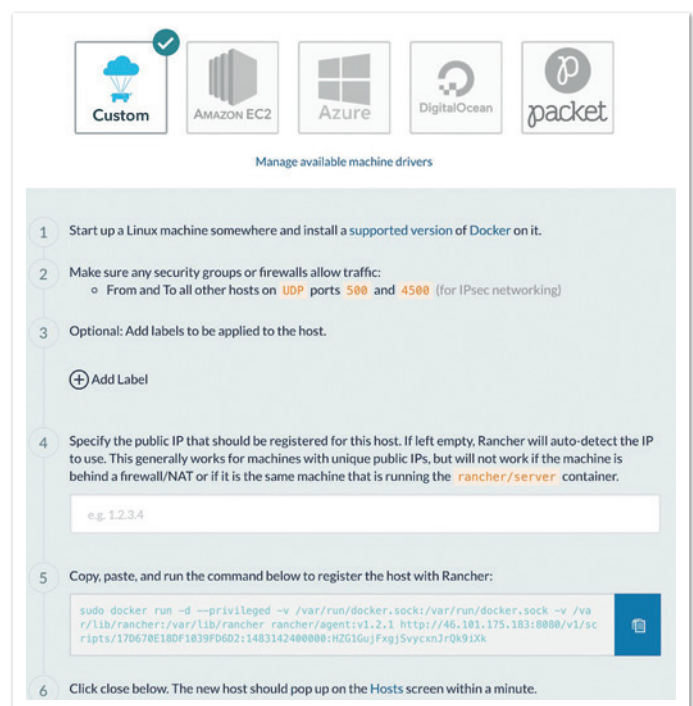 Custom
AMAZON EC2
Azure
DigitalOcean
packet
Manage available machine drivers
1 Start up a Linux machine somewhere and install a supported version of Docker on it.
2 Make sure any security groups or firewalls allow traffic:
From and To all other hosts on UDP ports 500 and 4500 (for IPsec networking)
3 Optional: Add labels to be applied to the host.
Add Label
4 Specify the public IP that should be registered for this host. If left empty, Rancher will auto-detect the IP
to use. This generally works for machines with unique public IPs, but will not work if the machine is
behind a firewall/NAT or if it is the same machine that is running the rancher/server container.
e.g. 1.2.3.4
5 Copy, paste, and run the command below to register the host with Rancher:
sudo docker run -d --privileged -v /var/run/docker.sock:/var/run/docker.sock -v /va
r/lib/rancher:/var/lib/rancher rancher/agent:v1.2.1 http://46.101.175.183:8080/v1/sc
ripts/17D670E18DF1039FD6D2:1483142400000:HZG1GujFxgjSvycxnJrQk9iXk
6 Click close below. The new host should pop up on the Hosts screen within a minute.